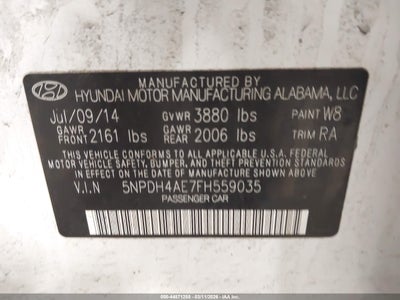 MANUFACTURED BY
HYUNDAI MOTOR MANUFACTURING ALABAMA, LLC
Jul/09/14 GVWR 3880 lbs PAINT W8
GAWR FRONT 2161 lbs GAWR REAR 2006 lbs TRIM RA
THIS VEHICLE CONFORMS TO ALL APPLICABLE U.S. FEDERAL MOTOR
VEHICLE SAFETY, BUMPER, AND THEFT PREVENTION STANDARDS
IN EFFECT ON THE DATE OF MANUFACTURE SHOWN ABOVE.
V.I.N 5NPDH4AE7FH559035
PASSENGER CAR